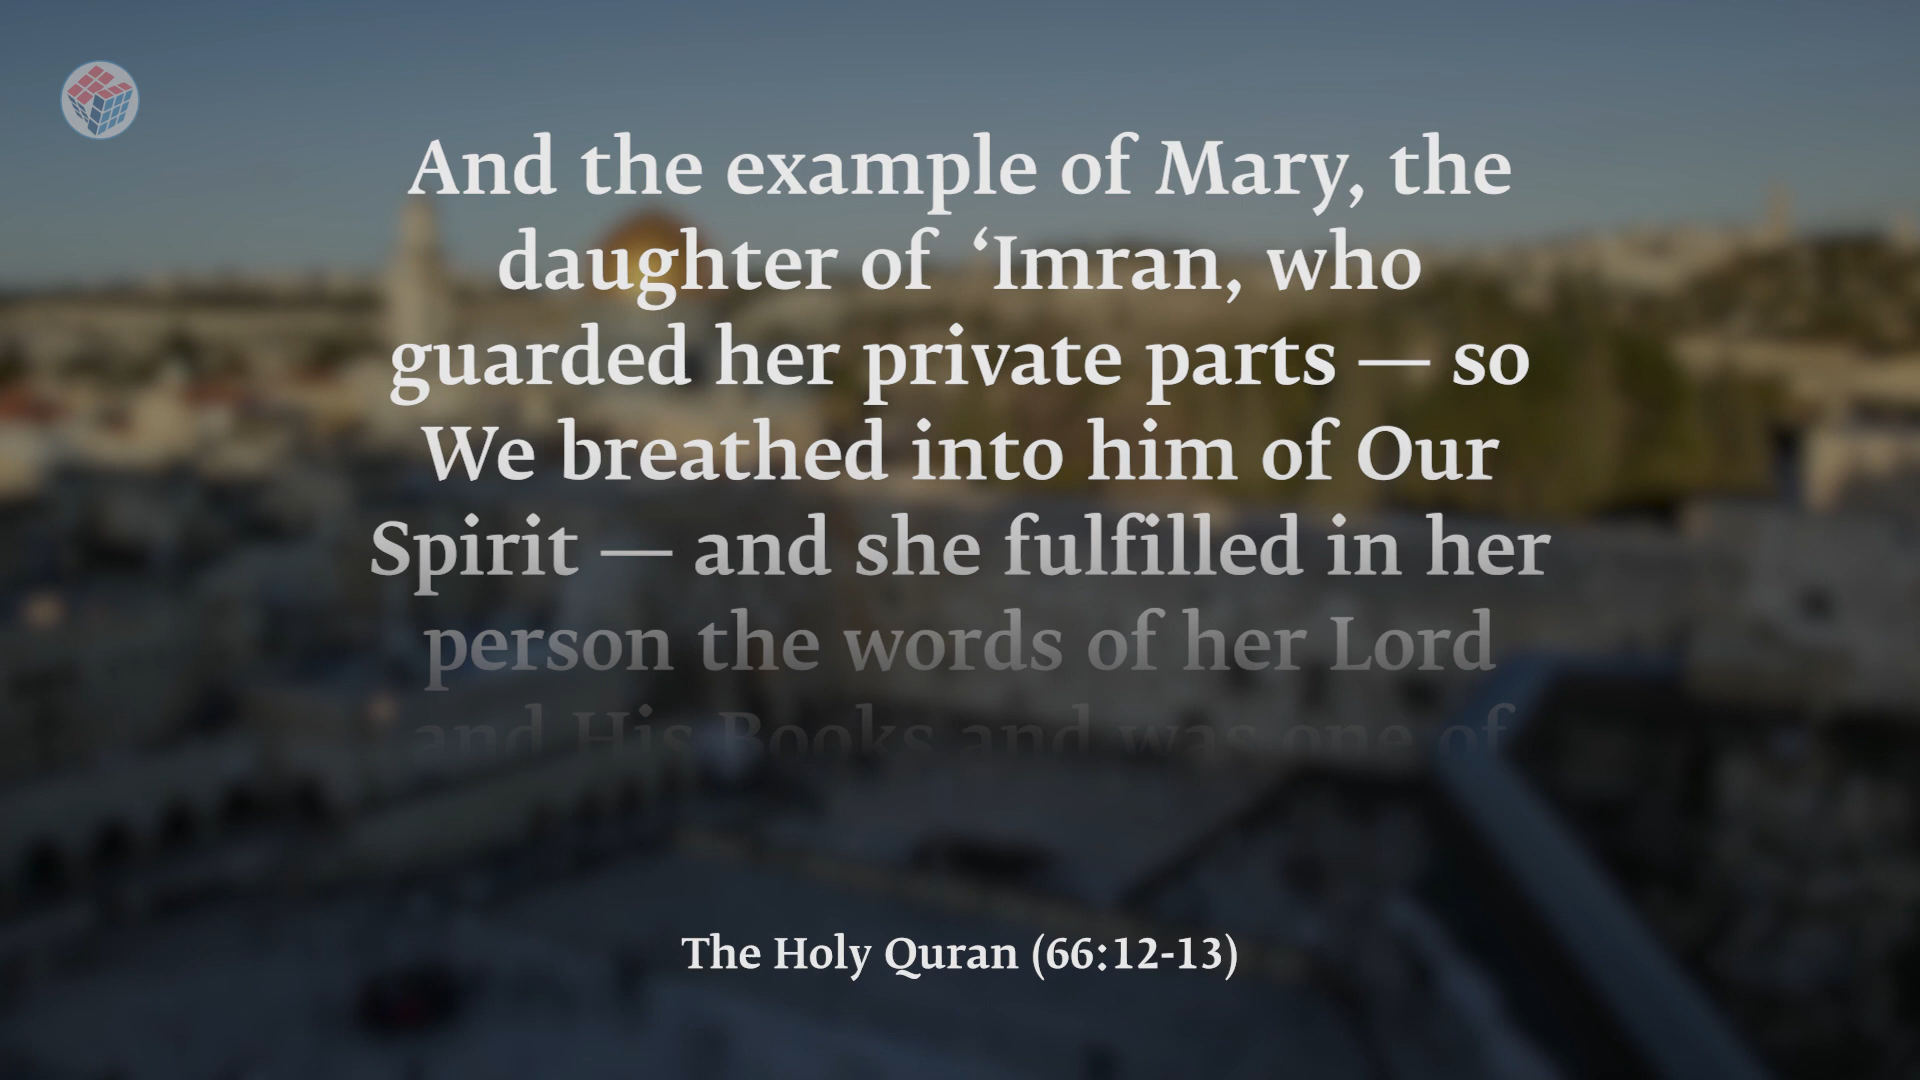 And the example of Mary, the
daughter of ‘Imran, who
guarded her private parts — so
We breathed into him of Our
Spirit — and she fulfilled in her
person the words of her Lord
and His Books and was one of
The Holy Quran (66:12-13)